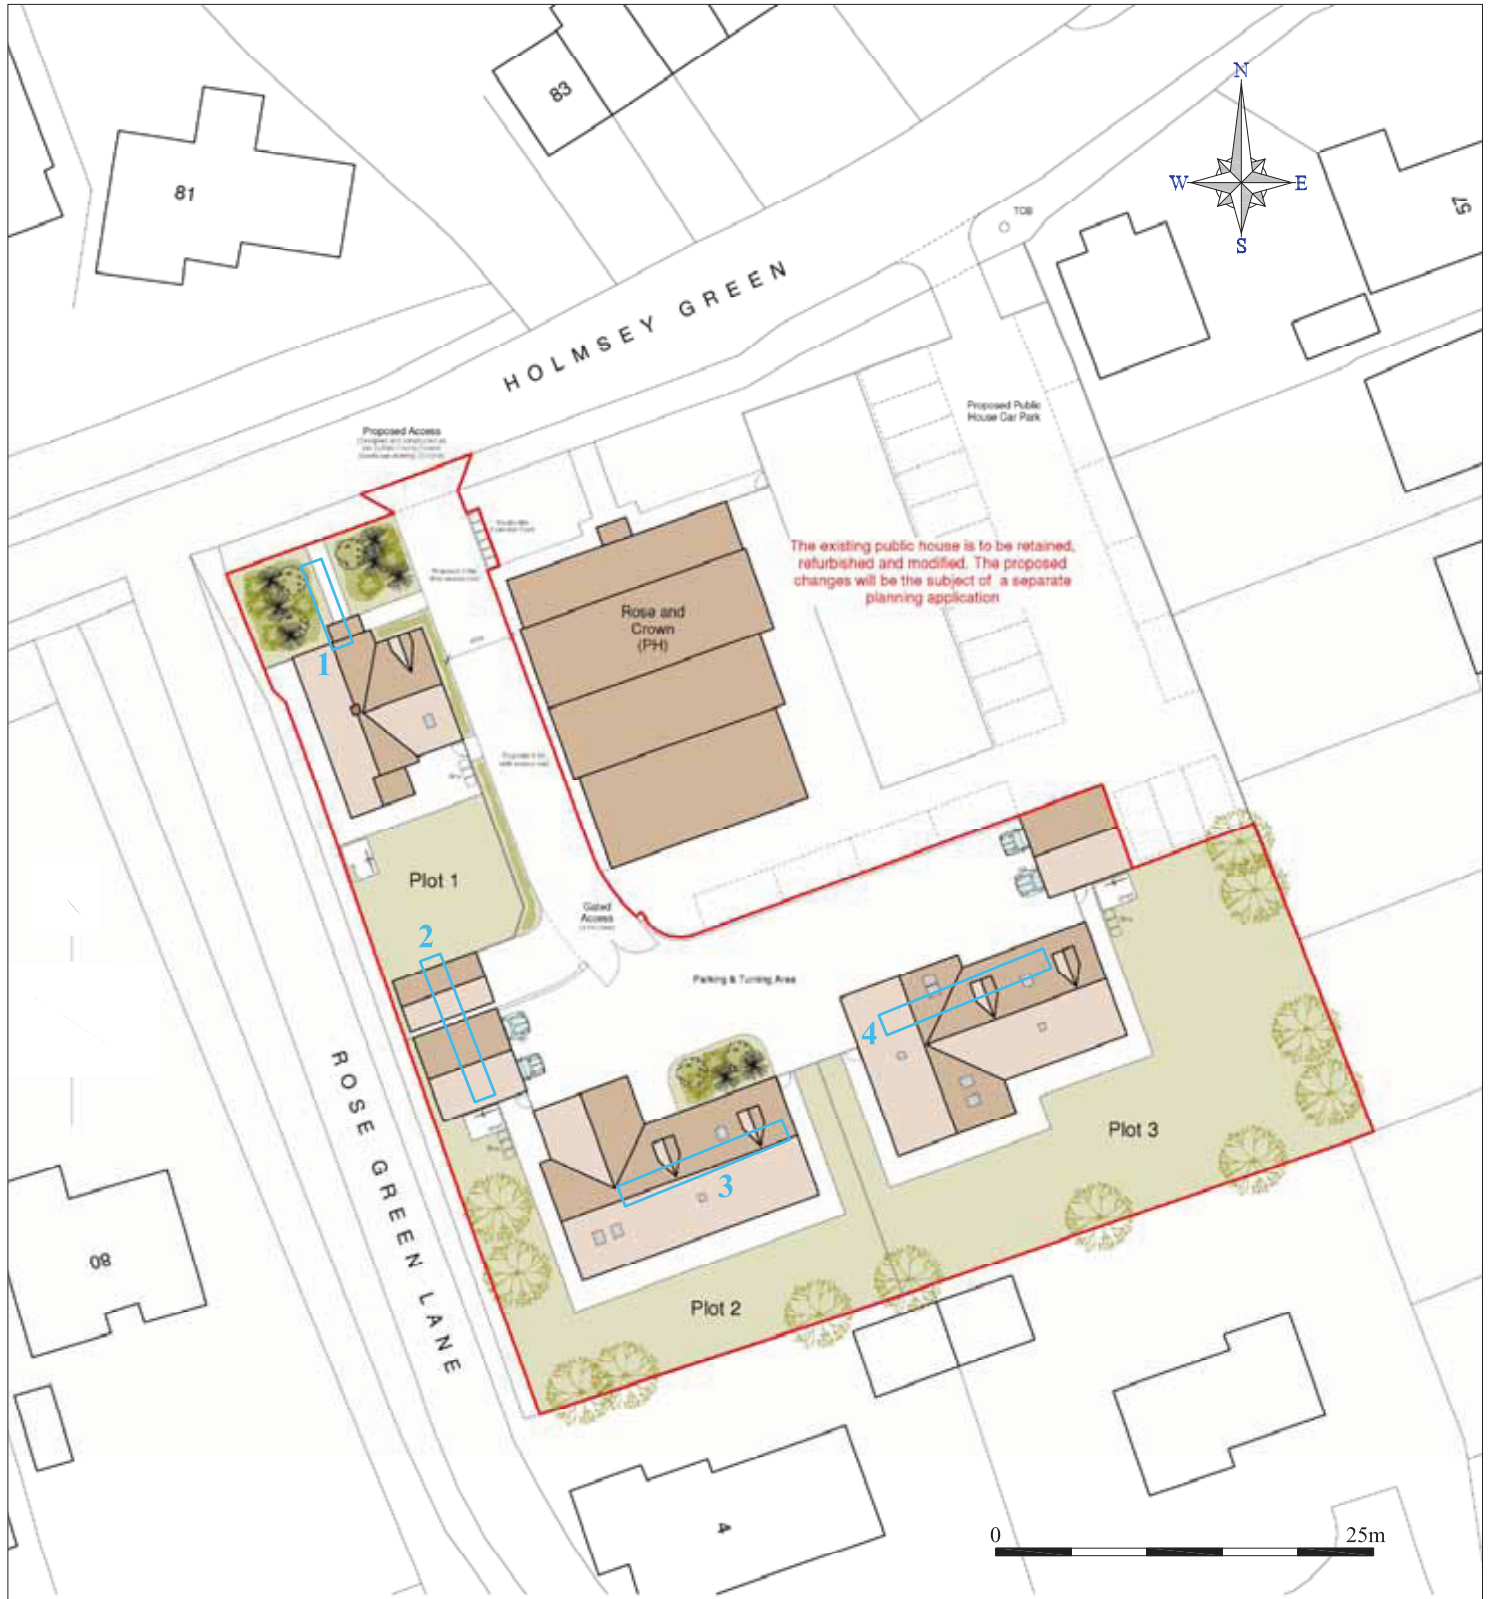 83
N
81
W
E
57
TCB
S
HOLMSEY GREEN
Proposed Public
House Car Park
Proposed Access
The existing public house is to be retained,
refurbished and modified. The proposed
changes will be the subject of a separate
planning application
Rose and
Crown
(PH)
1
Plot 1
Gated
Access
2
Parking & Turning Area
4
ROSE GREEN LANE
Plot 3
3
80
Plot 2
4
0
25m